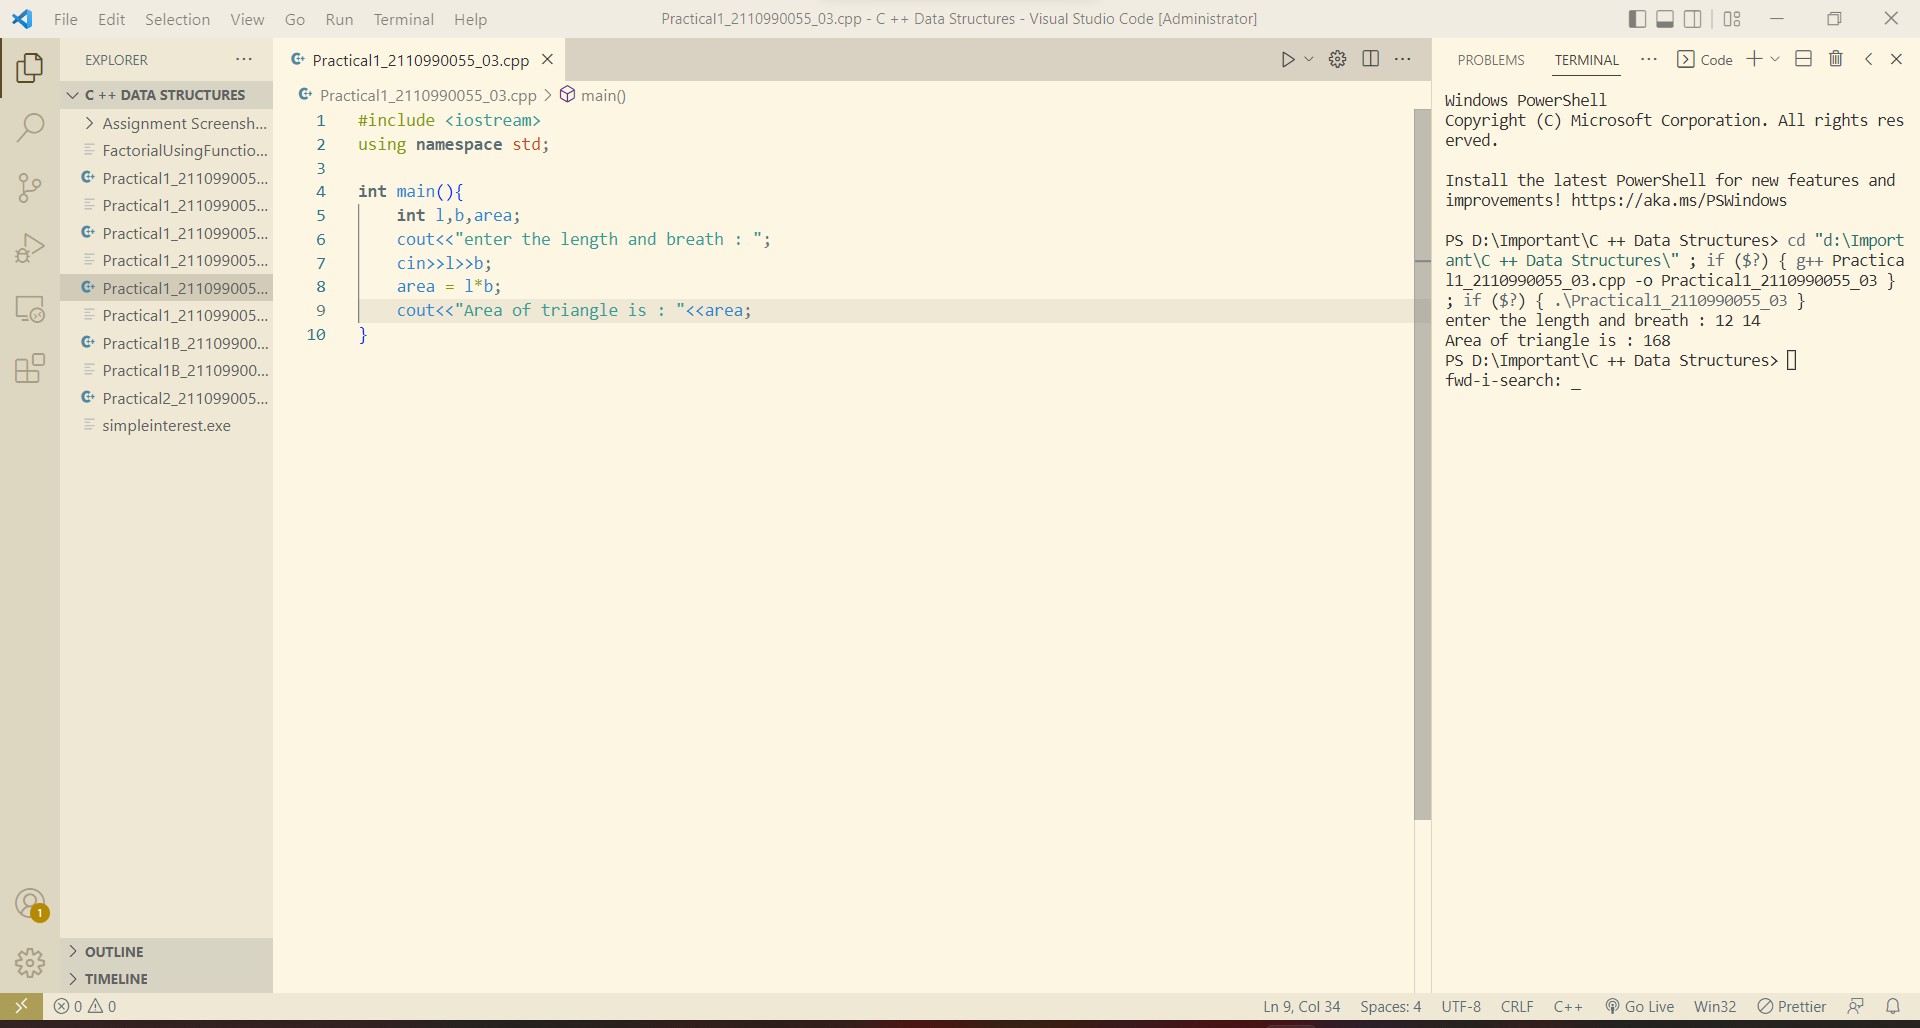 File Edit Selection View Go Run Terminal Help
Practical1_2110990055_03.cpp - C ++ Data Structures - Visual Studio Code [Administrator]
EXPLORER ...
C ++ DATA STRUCTURES
Assignment Screensh...
FactorialUsingFunctio...
Practical1_211099005...
Practical1_211099005...
Practical1_211099005...
Practical1_211099005...
Practical1_211099005...
Practical1_211099005...
Practical1B_21109900...
Practical1B_21109900...
Practical2_211099005...
simpleinterest.exe
1
OUTLINE
TIMELINE
Practical1_2110990055_03.cpp
Practical1_2110990055_03.cpp > main()
1 #include <iostream>
2 using namespace std;
3
4 int main(){
5 int l,b,area;
6 cout<<"enter the length and breath : ";
7 cin>>l>>b;
8 area = l*b;
9 cout<<"Area of triangle is : "<<area;
10 }
PROBLEMS TERMINAL ... Code
Windows PowerShell
Copyright (C) Microsoft Corporation. All rights res
erved.
Install the latest PowerShell for new features and
improvements! https://aka.ms/PSWindows
PS D:\Important\C ++ Data Structures> cd "d:\Import
ant\C ++ Data Structures\" ; if ($?) { g++ Practica
l1_2110990055_03.cpp -o Practical1_2110990055_03 }
; if ($?) { .\Practical1_2110990055_03 }
enter the length and breath : 12 14
Area of triangle is : 168
PS D:\Important\C ++ Data Structures>
fwd-i-search: _
0 0
Ln 9, Col 34 Spaces: 4 UTF-8 CRLF C++ Go Live Win32 Prettier